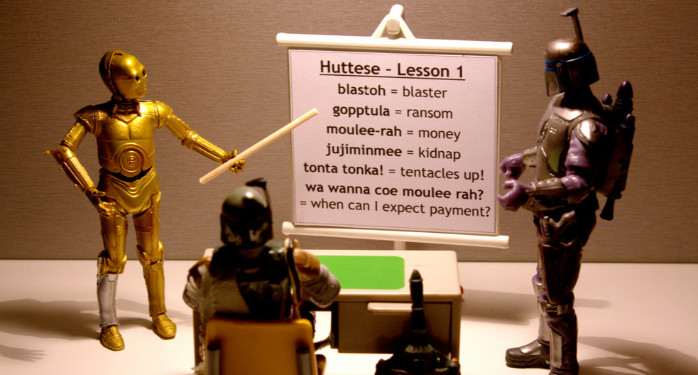 Huttese – Lesson 1
blastoh = blaster
gopptula = ransom
moulee-rah = money
jujiminmee = kidnap
tonta tonka! = tentacles up!
wa wanna coe moulee rah?
= when can I expect payment?